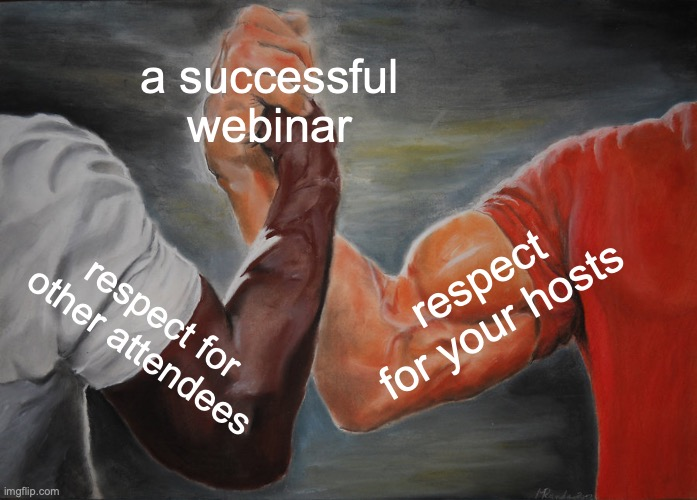 a successful
webinar
respect for
other attendees
respect
for your hosts
imgflip.com